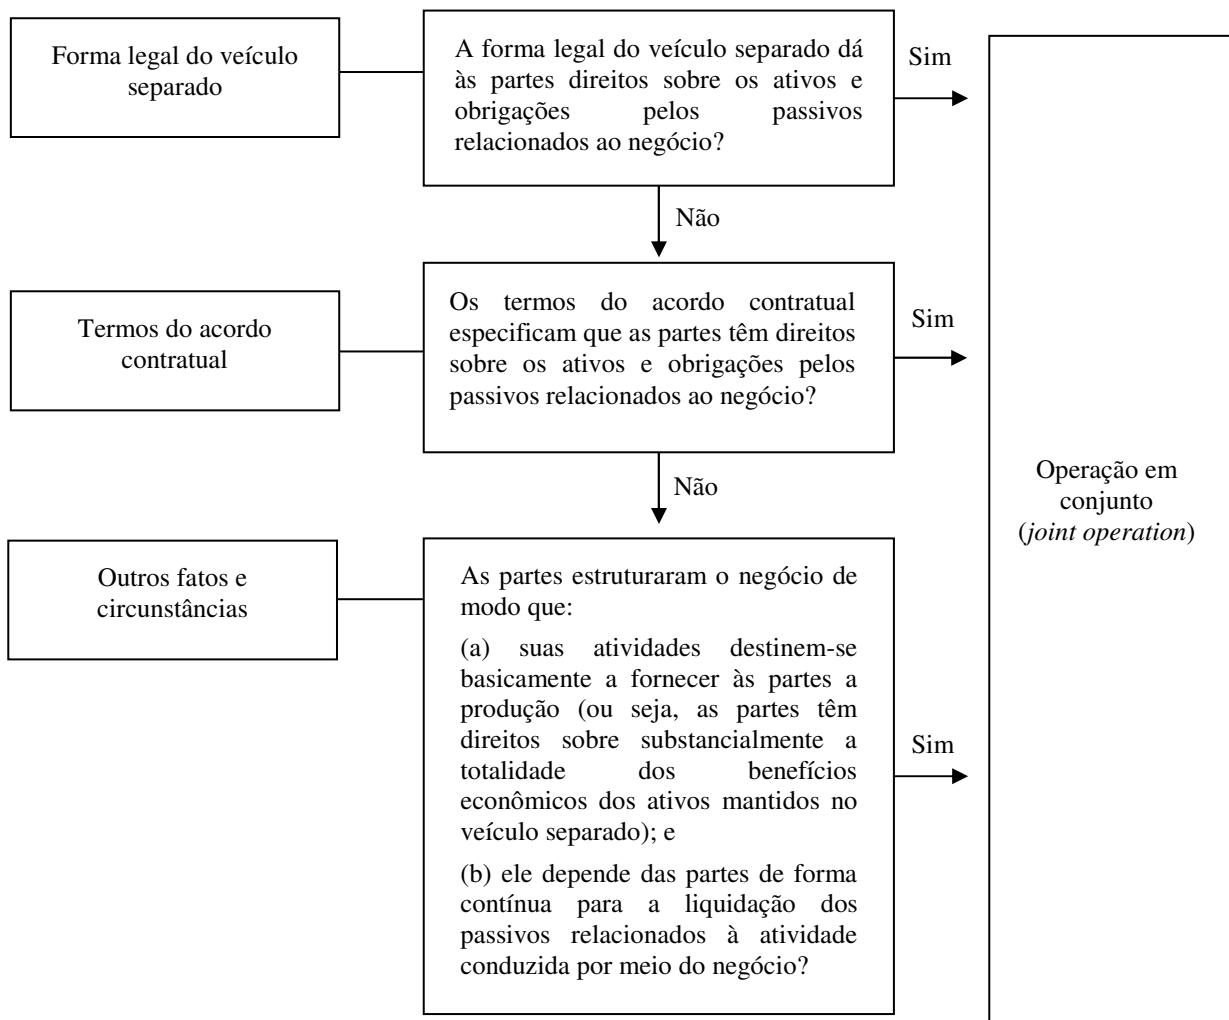 Forma legal do veículo
separado
A forma legal do veículo separado dá
às partes direitos sobre os ativos e
obrigações pelos passivos
relacionados ao negócio?
Sim
Não
Termos do acordo
contratual
Os termos do acordo contratual
especificam que as partes têm direitos
sobre os ativos e obrigações pelos
passivos relacionados ao negócio?
Sim
Não
Outros fatos e
circunstâncias
As partes estruturaram o negócio de
modo que:
(a) suas atividades destinem-se
basicamente a fornecer às partes a
produção (ou seja, as partes têm
direitos sobre substancialmente a
totalidade dos benefícios
econômicos dos ativos mantidos no
veículo separado); e
(b) ele depende das partes de forma
contínua para a liquidação dos
passivos relacionados à atividade
conduzida por meio do negócio?
Sim
Operação em
conjunto
(joint operation)